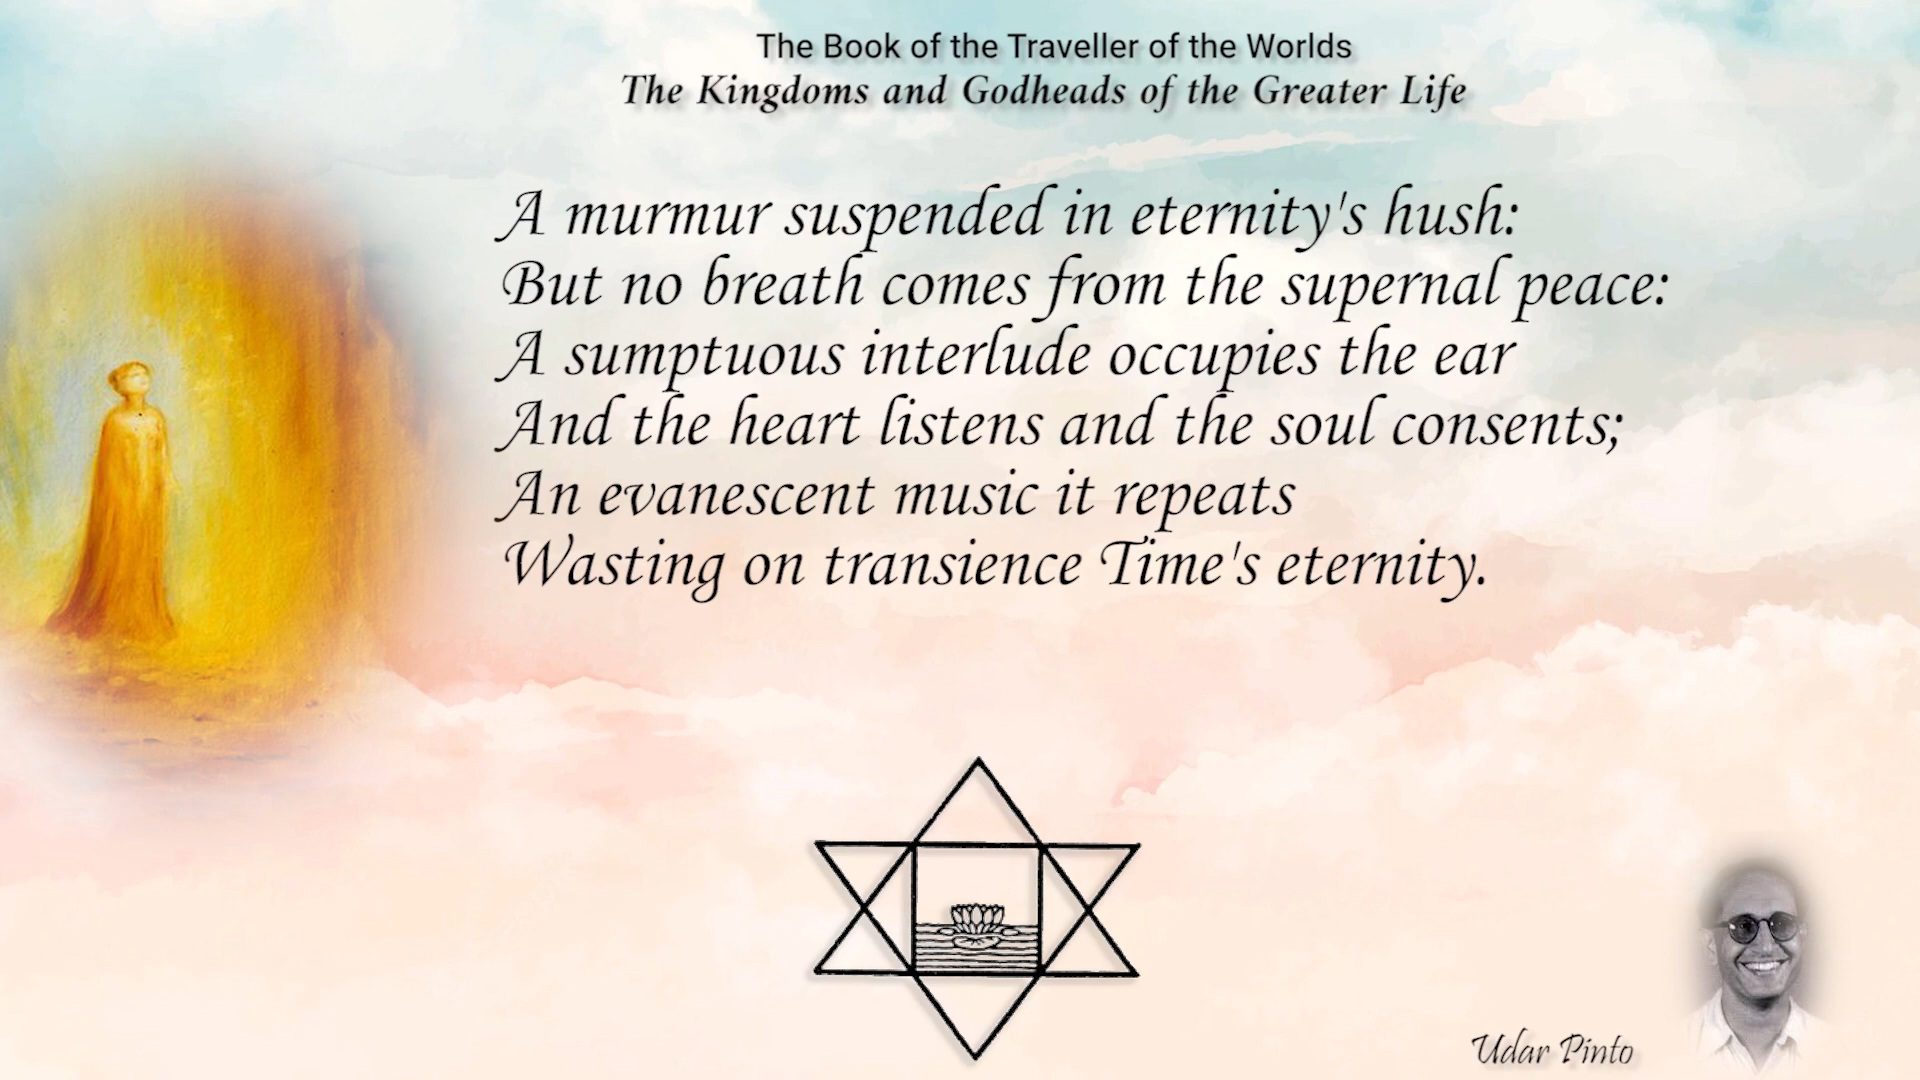 The Book of the Traveller of the Worlds
The Kingdoms and Godheads of the Greater Life
A murmur suspended in eternity's hush:
But no breath comes from the supernal peace:
A sumptuous interlude occupies the ear
And the heart listens and the soul consents;
An evanescent music it repeats
Wasting on transience Time's eternity.
Udar Pinto